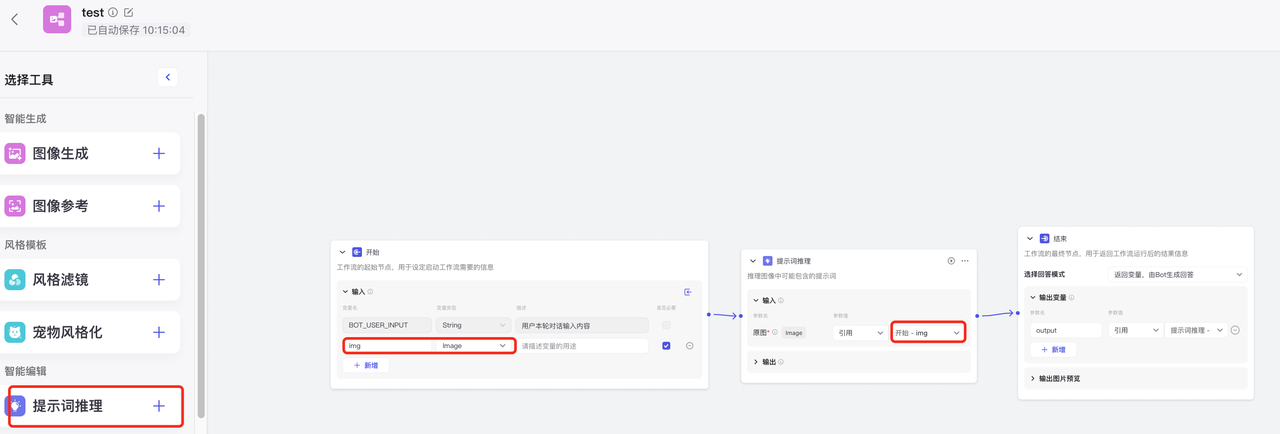 test
已自动保存 10:15:04
选择工具
智能生成
图像生成
图像参考
风格模板
风格滤镜
宠物风格化
智能编辑
提示词推理
开始
工作流的起始节点，用于设定启动工作流需要的信息
输入
变量名 变量类型 描述 是否必要
BOT_USER_INPUT String 用户本轮对话输入内容
img Image 请描述变量的用途
新增
提示词推理
推理图像中可能包含的提示词
输入
参数名 参数值
原图* Image 引用 开始 - img
输出
结束
工作流的最终节点，用于返回工作流运行后的结果信息
选择回答模式 返回变量，由Bot生成回答
输出变量
参数名 参数值
output 引用 提示词推理 -
新增
输出图片预览